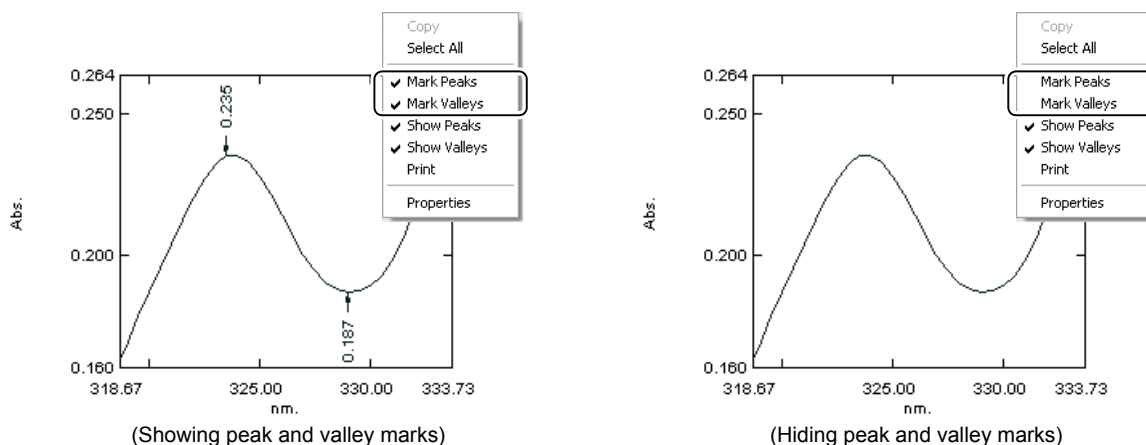 Copy
Select All
Mark Peaks
Mark Valleys
Show Peaks
Show Valleys
Print
Properties
0.264
0.250
0.200
0.160
Abs.
0.235
0.187
318.67
325.00
330.00
333.73
nm.
(Showing peak and valley marks)
Copy
Select All
Mark Peaks
Mark Valleys
Show Peaks
Show Valleys
Print
Properties
0.264
0.250
0.200
0.160
Abs.
318.67
325.00
330.00
333.73
nm.
(Hiding peak and valley marks)